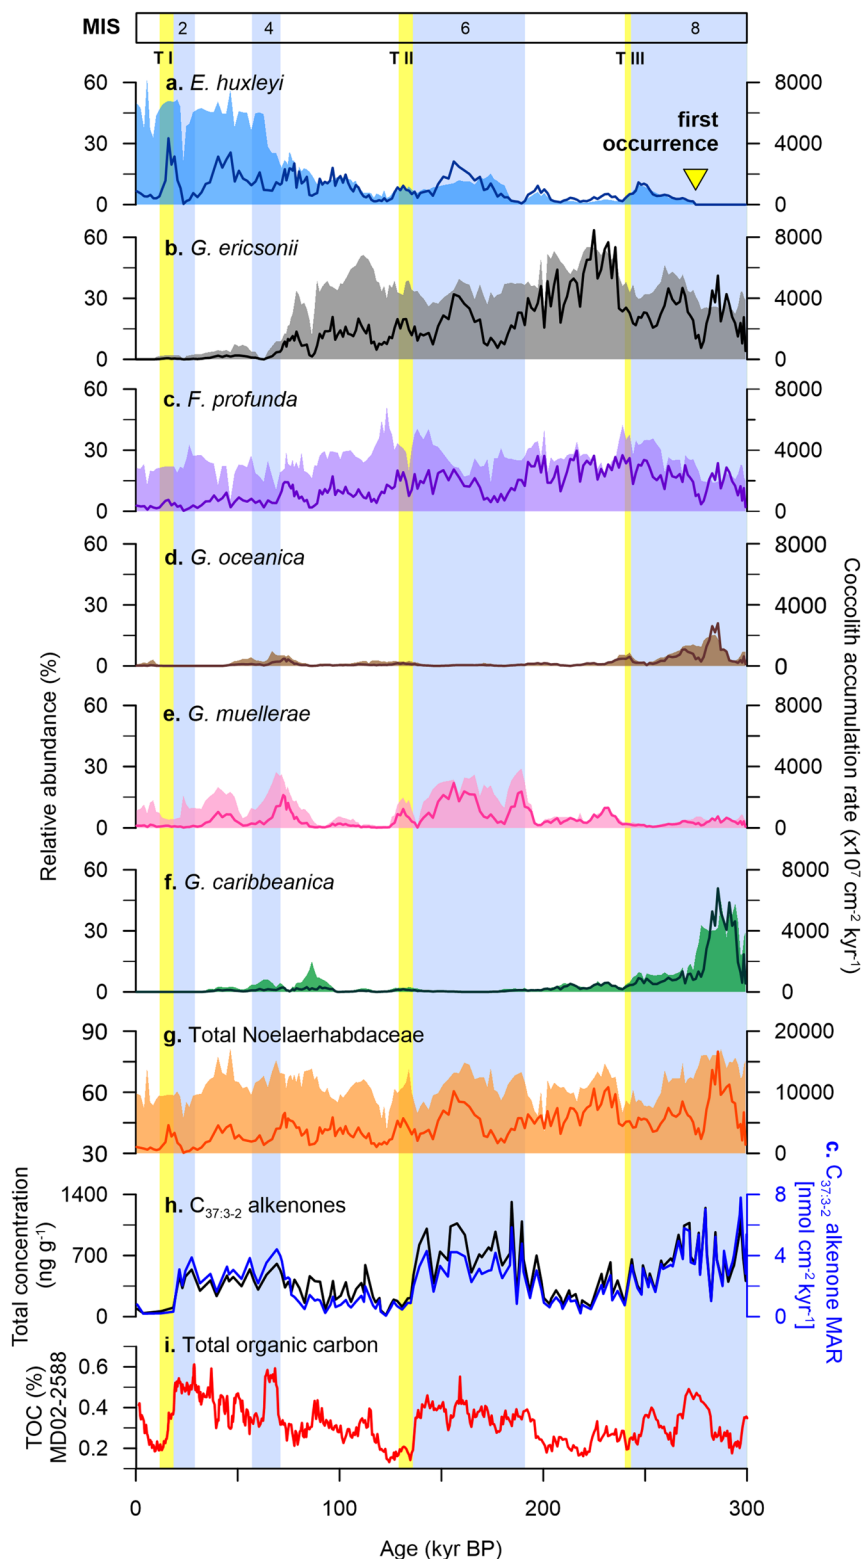 MIS 2 4 6 8
T I T II T III
a. E. huxleyi
60 30 0
8000 4000 0
first
occurrence
b. G. ericsonii
60 30 0
8000 4000 0
c. F. profunda
60 30 0
8000 4000 0
d. G. oceanica
60 30 0
8000 4000 0
Relative abundance (%)
Coccolith accumulation rate (x10⁷ cm⁻² kyr⁻¹)
e. G. muellerae
60 30 0
8000 4000 0
f. G. caribbeanica
60 30 0
8000 4000 0
g. Total Noelaerhabdaceae
90 60 30
20000 10000 0
h. C37:3-2 alkenones
Total concentration
(ng g⁻¹)
1400 700 0
8 4 0
c. C37:3-2 alkenone MAR
[nmol cm⁻² kyr⁻¹]
i. Total organic carbon
TOC (%)
MD02-2588
0.6 0.4 0.2
0 100 200 300
Age (kyr BP)